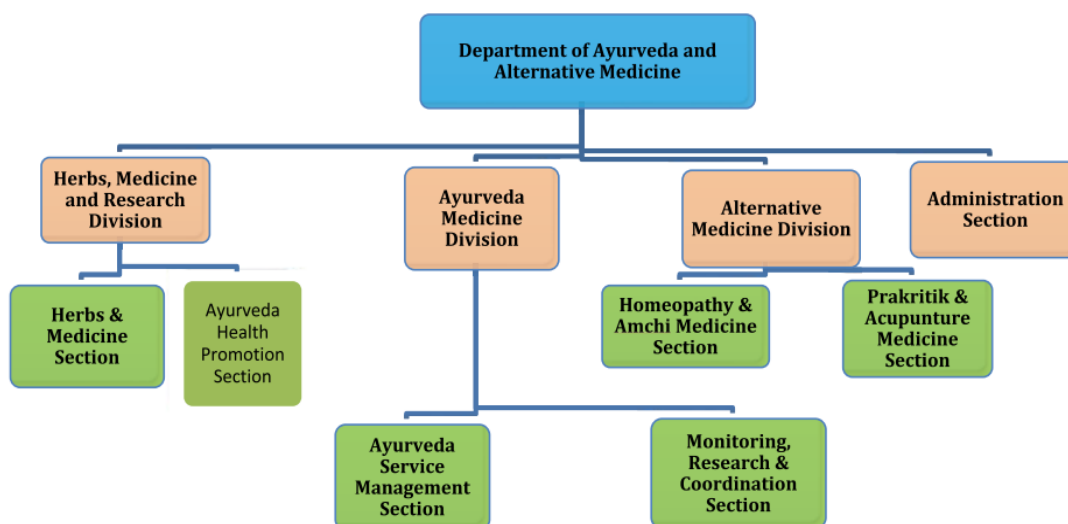 Department of Ayurveda and
Alternative Medicine
Herbs, Medicine
and Research
Division
Ayurveda
Medicine
Division
Alternative
Medicine Division
Administration
Section
Herbs &
Medicine
Section
Ayurveda
Health
Promotion
Section
Homeopathy &
Amchi Medicine
Section
Prakritik &
Acupunture
Medicine
Section
Ayurveda
Service
Management
Section
Monitoring,
Research &
Coordination
Section